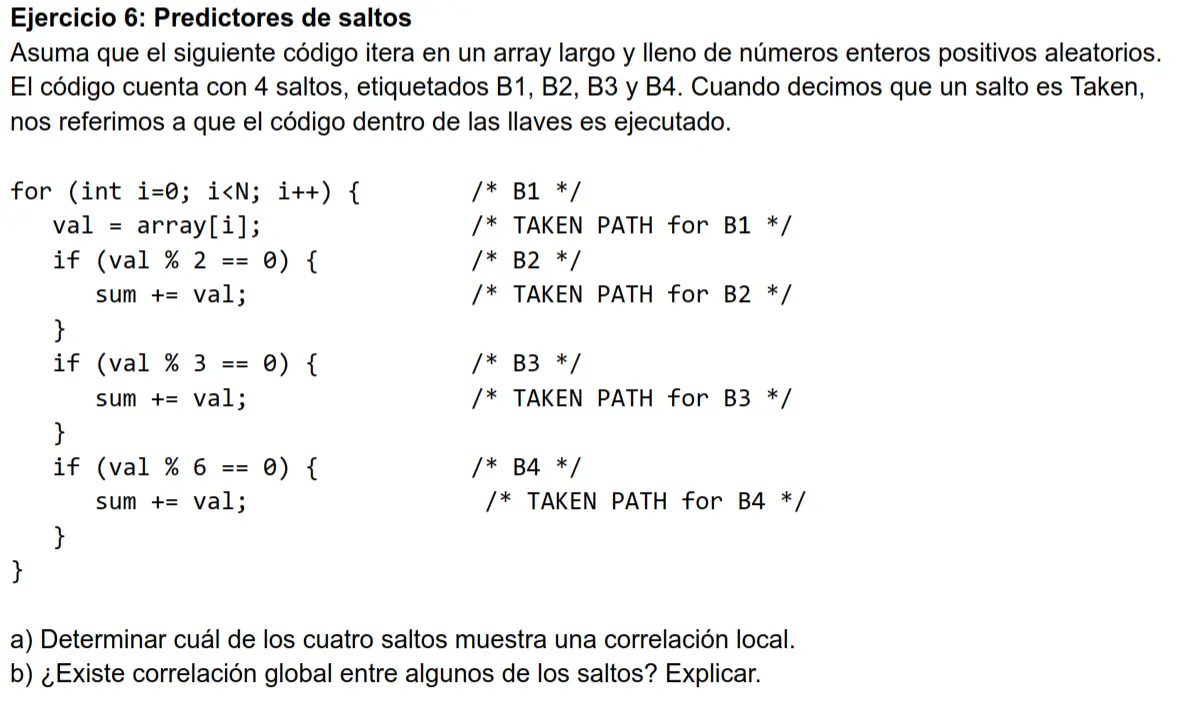 Ejercicio 6: Predictores de saltos
Asuma que el siguiente código itera en un array largo y lleno de números enteros positivos aleatorios.
El código cuenta con 4 saltos, etiquetados B1, B2, B3 y B4. Cuando decimos que un salto es Taken,
nos referimos a que el código dentro de las llaves es ejecutado.
for (int i=0; i<N; i++) { /* B1 */
val = array[i]; /* TAKEN PATH for B1 */
if (val % 2 == 0) { /* B2 */
sum += val; /* TAKEN PATH for B2 */
}
if (val % 3 == 0) { /* B3 */
sum += val; /* TAKEN PATH for B3 */
}
if (val % 6 == 0) { /* B4 */
sum += val; /* TAKEN PATH for B4 */
}
}
a) Determinar cuál de los cuatro saltos muestra una correlación local.
b) ¿Existe correlación global entre algunos de los saltos? Explicar.